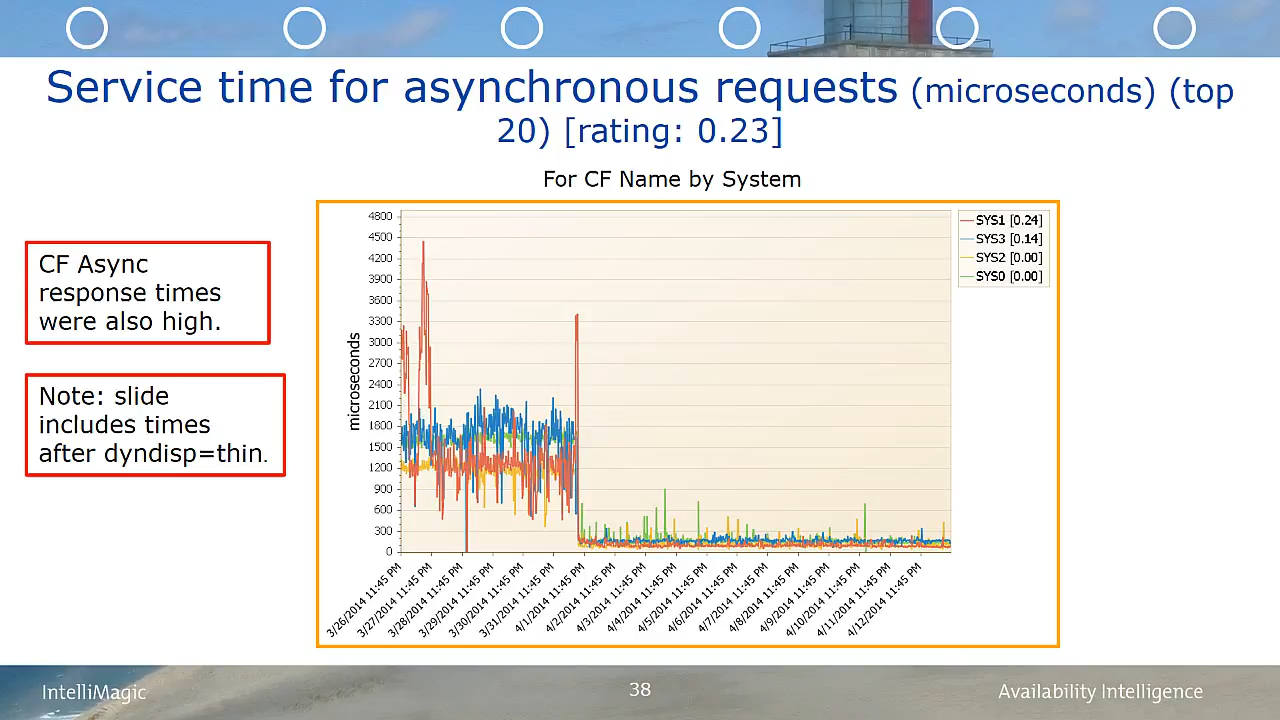 Service time for asynchronous requests (microseconds) (top
20) [rating: 0.23]
For CF Name by System
CF Async
response times
were also high.
Note: slide
includes times
after dyndisp=thin.
microseconds
4800
4500
4200
3900
3600
3300
3000
2700
2400
2100
1800
1500
1200
900
600
300
0
3/26/2014 11:45 PM
3/27/2014 11:45 PM
3/28/2014 11:45 PM
3/29/2014 11:45 PM
3/30/2014 11:45 PM
3/31/2014 11:45 PM
4/1/2014 11:45 PM
4/2/2014 11:45 PM
4/3/2014 11:45 PM
4/4/2014 11:45 PM
4/5/2014 11:45 PM
4/6/2014 11:45 PM
4/7/2014 11:45 PM
4/8/2014 11:45 PM
4/9/2014 11:45 PM
4/10/2014 11:45 PM
4/11/2014 11:45 PM
4/12/2014 11:45 PM
SYS1 [0.24]
SYS3 [0.14]
SYS2 [0.00]
SYS0 [0.00]
IntelliMagic
38
Availability Intelligence